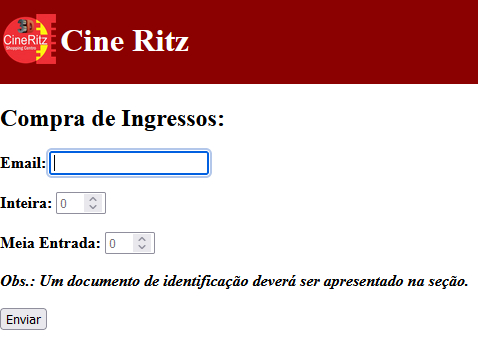 CineRitz
Shopping Centro
Cine Ritz
Compra de Ingressos:
Email:
Inteira: 0
Meia Entrada: 0
Obs.: Um documento de identificação deverá ser apresentado na seção.
Enviar